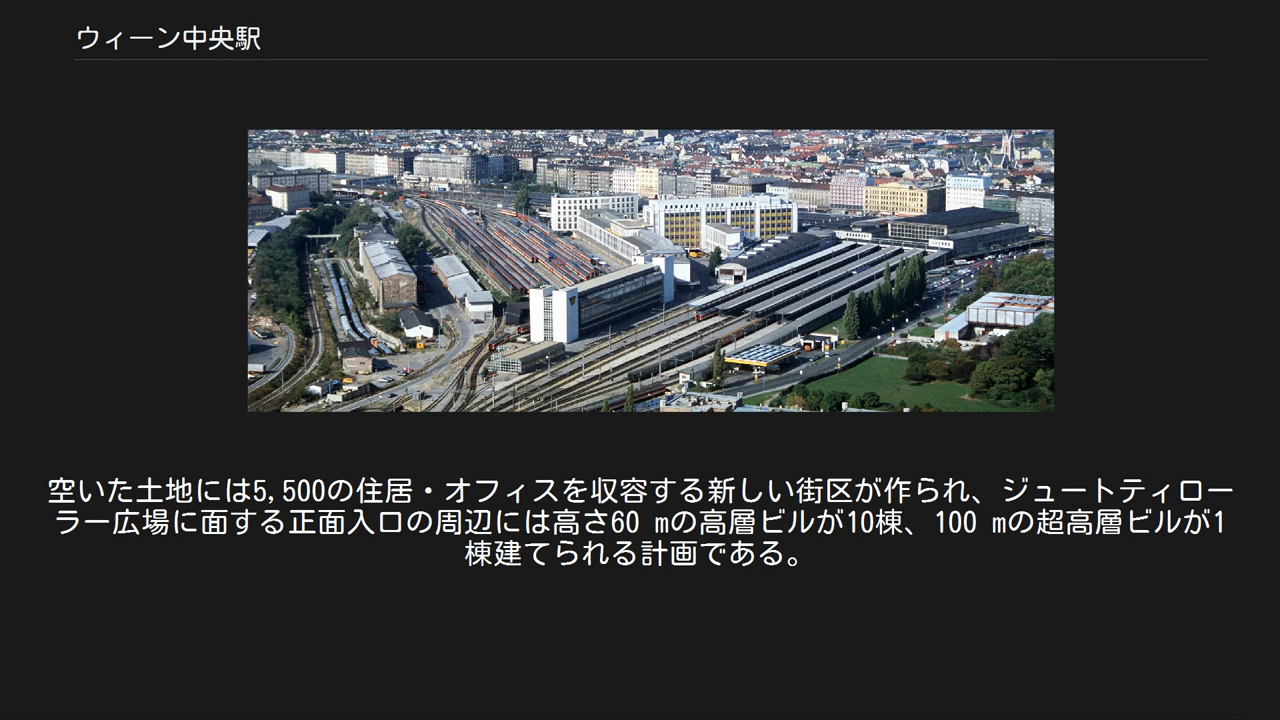 ウィーン中央駅
空いた土地には5,500の住居・オフィスを収容する新しい街区が作られ、ジュートティロー
ラー広場に面する正面入口の周辺には高さ60 mの高層ビルが10棟、100 mの超高層ビルが1
棟建てられる計画である。